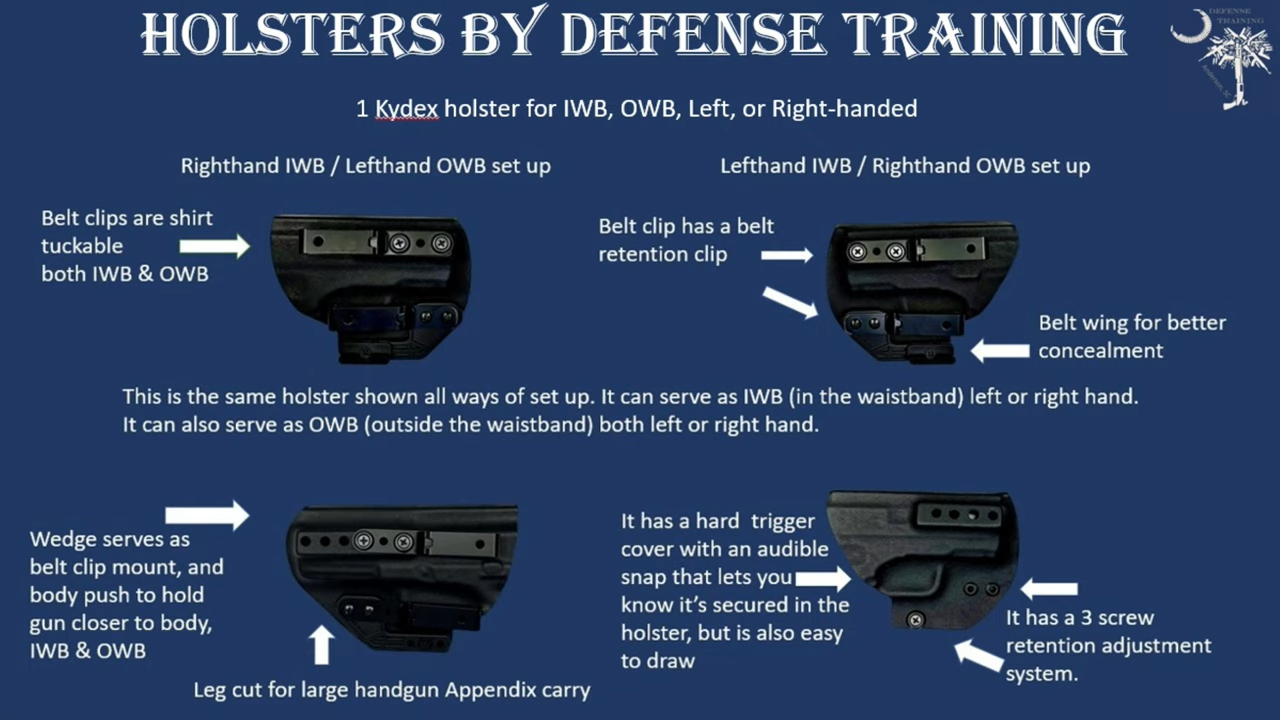 HOLSTERS BY DEFENSE TRAINING
DEFENSE
TRAINING
Anderson, SC
1 Kydex holster for IWB, OWB, Left, or Right-handed
Righthand IWB / Lefthand OWB set up
Lefthand IWB / Righthand OWB set up
Belt clips are shirt
tuckable
both IWB & OWB
Belt clip has a belt
retention clip
Belt wing for better
concealment
This is the same holster shown all ways of set up. It can serve as IWB (in the waistband) left or right hand.
It can also serve as OWB (outside the waistband) both left or right hand.
Wedge serves as
belt clip mount, and
body push to hold
gun closer to body,
IWB & OWB
Leg cut for large handgun Appendix carry
It has a hard trigger
cover with an audible
snap that lets you
know it's secured in the
holster, but is also easy
to draw
It has a 3 screw
retention adjustment
system.